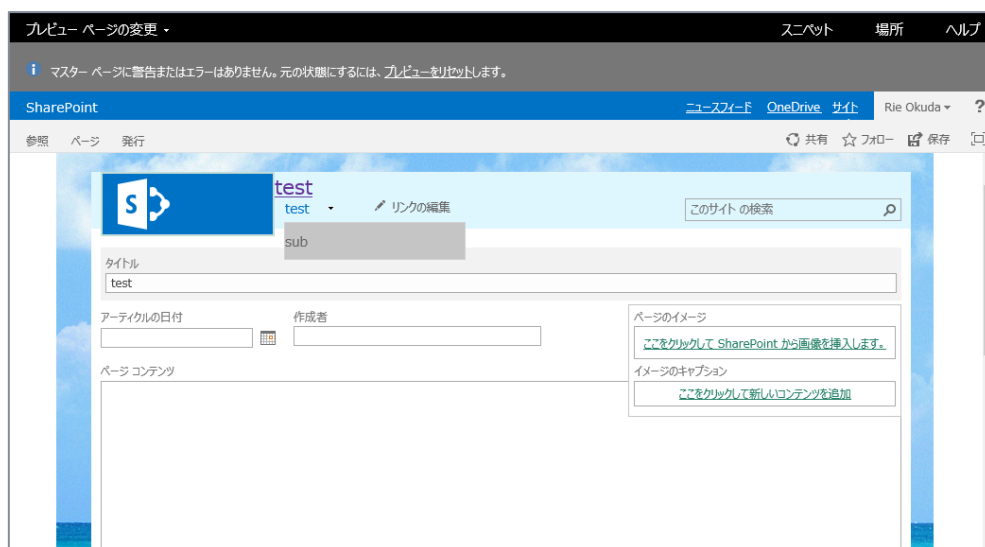 プレビュー ページの変更
スニペット 場所 ヘルプ
マスター ページに警告またはエラーはありません。元の状態にするには、プレビューをリセットします。
SharePoint ニュースフィード OneDrive サイト Rie Okuda ?
参照 ページ 発行 共有 フォロー 保存
S
test
test リンクの編集 このサイト の検索
sub
タイトル
test
アーティクルの日付 作成者 ページのイメージ
ここをクリックして SharePoint から画像を挿入します。
ページ コンテンツ イメージのキャプション
ここをクリックして新しいコンテンツを追加